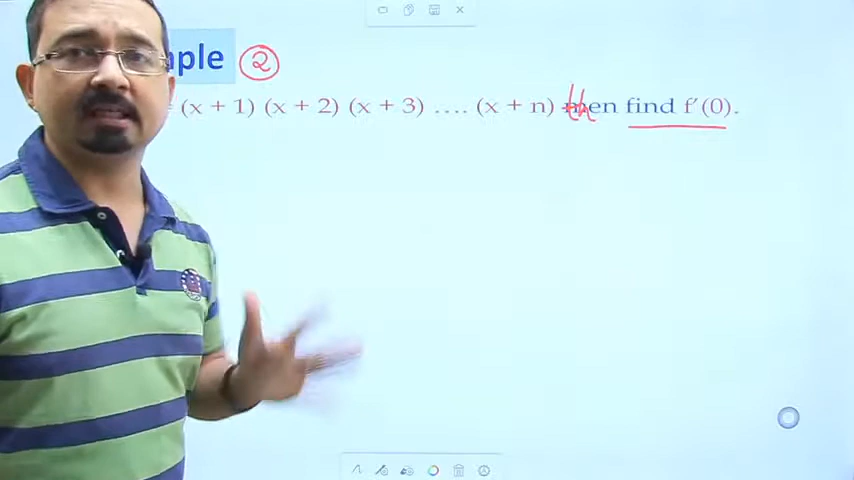 ple ②
(x + 1) (x + 2) (x + 3) .... (x + n) then find f'(0).